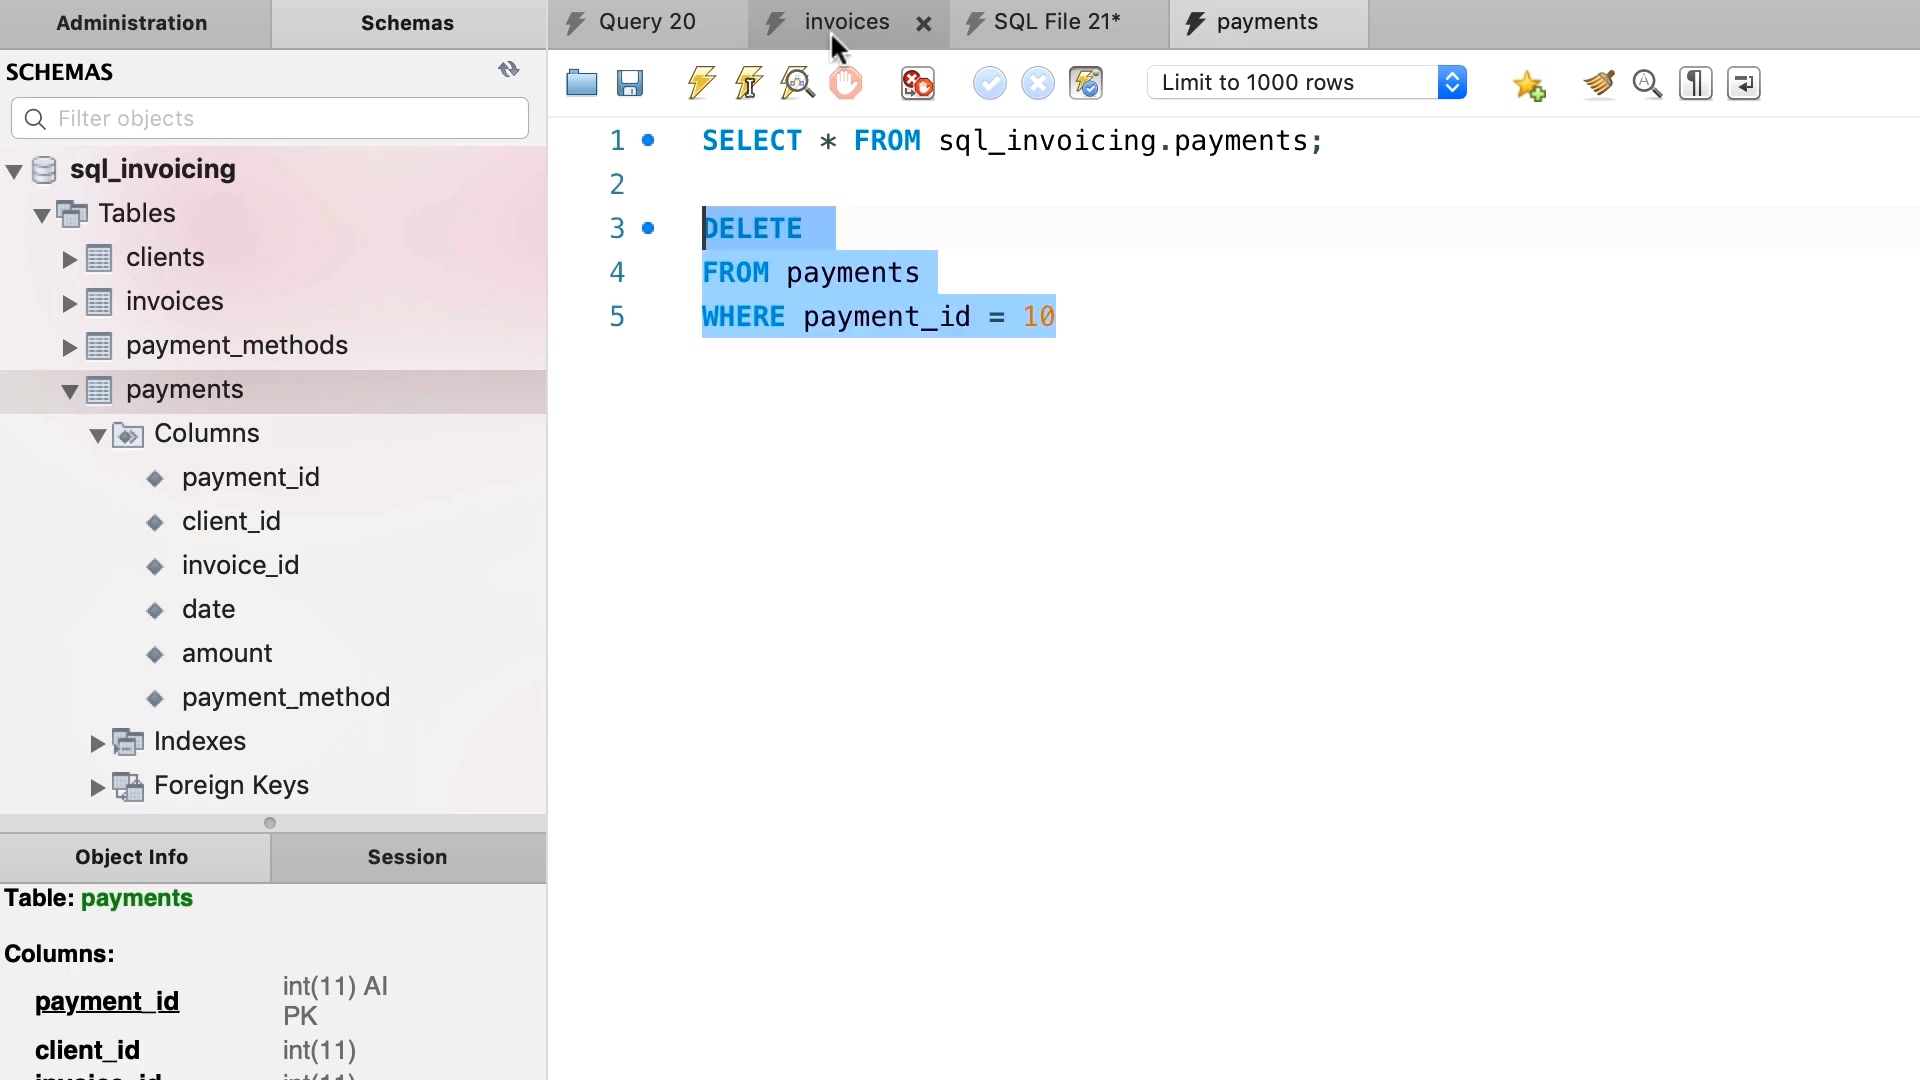 Administration Schemas
SCHEMAS
Filter objects
sql_invoicing
Tables
clients
invoices
payment_methods
payments
Columns
payment_id
client_id
invoice_id
date
amount
payment_method
Indexes
Foreign Keys
Object Info Session
Table: payments
Columns:
payment_id int(11) AI PK
client_id int(11)
invoice_id int(11)
Query 20 invoices SQL File 21* payments
Limit to 1000 rows
1 SELECT * FROM sql_invoicing.payments;
2
3 DELETE
4 FROM payments
5 WHERE payment_id = 10